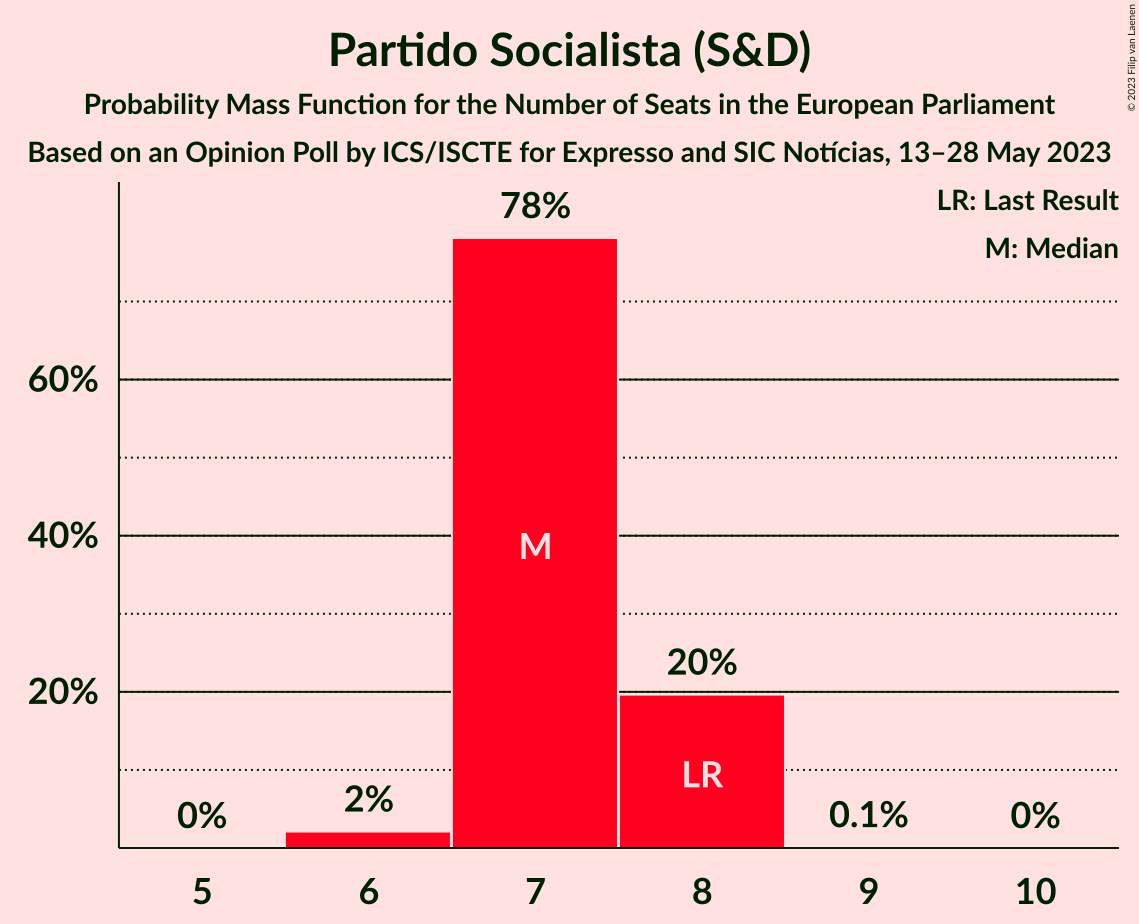 Partido Socialista (S&D)
Probability Mass Function for the Number of Seats in the European Parliament
Based on an Opinion Poll by ICS/ISCTE for Expresso and SIC Notícias, 13–28 May 2023
© 2023 Filip van Laenen
LR: Last Result
M: Median
78%
60%
40%
20%
M
20%
LR
0%
2%
0.1%
0%
5
6
7
8
9
10